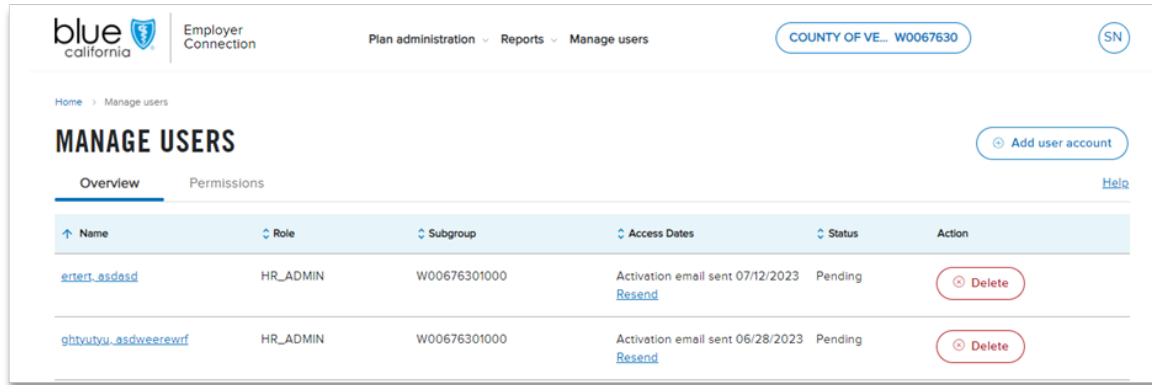 blue
california
Employer
Connection
Plan administration Reports Manage users
COUNTY OF VE... W0067630
SN
Home > Manage users
MANAGE USERS
Add user account
Overview Permissions
Help
Name Role Subgroup Access Dates Status Action
ertert, asdasd HR_ADMIN W00676301000 Activation email sent 07/12/2023 Pending Delete
Resend
ghtyutyu, asdweerewrf HR_ADMIN W00676301000 Activation email sent 06/28/2023 Pending Delete
Resend